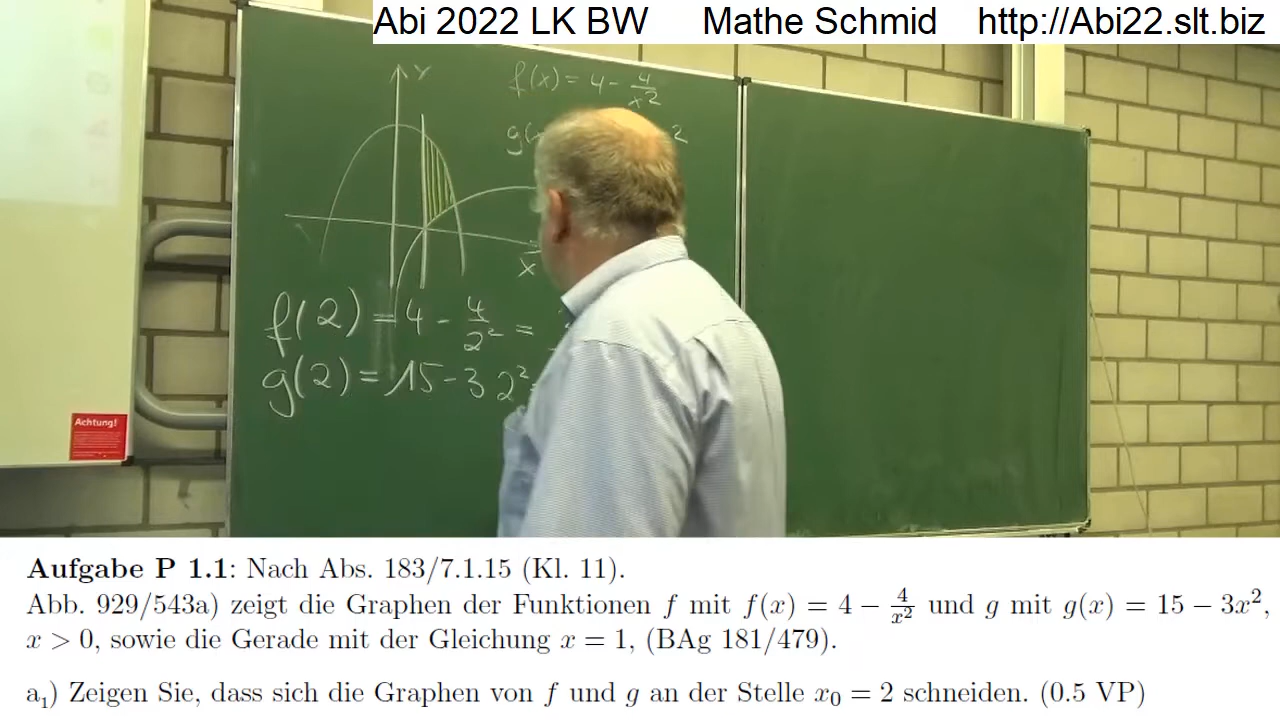 Abi 2022 LK BW Mathe Schmid http://Abi22.slt.biz
y
f(x) = 4 - 4/x²
g(
2
x
f(2) = 4 - 4/2² =
g(2) = 15 - 3 2²
Achtung!
Aufgabe P 1.1: Nach Abs. 183/7.1.15 (Kl. 11).
Abb. 929/543a) zeigt die Graphen der Funktionen f mit f(x) = 4 − 4/x² und g mit g(x) = 15 − 3x²,
x > 0, sowie die Gerade mit der Gleichung x = 1, (BAg 181/479).
a₁) Zeigen Sie, dass sich die Graphen von f und g an der Stelle x₀ = 2 schneiden. (0.5 VP)